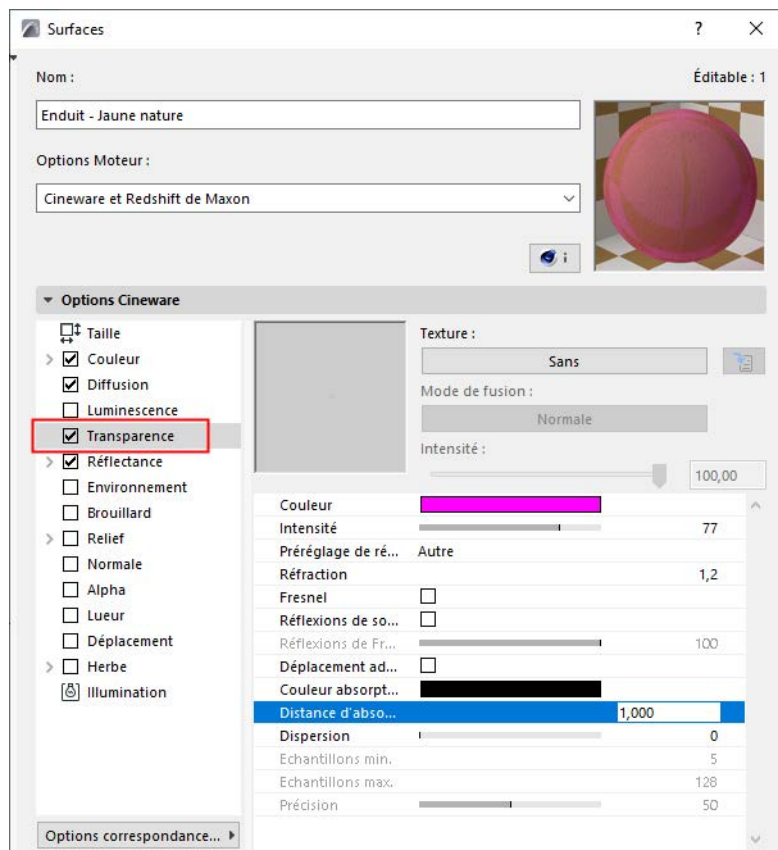 Surfaces
Nom :
Éditable : 1
Enduit - Jaune nature
Options Moteur :
Cineware et Redshift de Maxon
i
Options Cineware
Taille
Couleur
Diffusion
Luminescence
Transparence
Réflectance
Environnement
Brouillard
Relief
Normale
Alpha
Lueur
Déplacement
Herbe
Illumination
Options correspondance...
Texture :
Sans
Mode de fusion :
Normale
Intensité :
100,00
Couleur
Intensité 77
Préréglage de ré... Autre
Réfraction 1,2
Fresnel
Réflexions de so...
Réflexions de Fr... 100
Déplacement ad...
Couleur absorpt...
Distance d'abso... 1,000
Dispersion 0
Echantillons min. 5
Echantillons max. 128
Précision 50